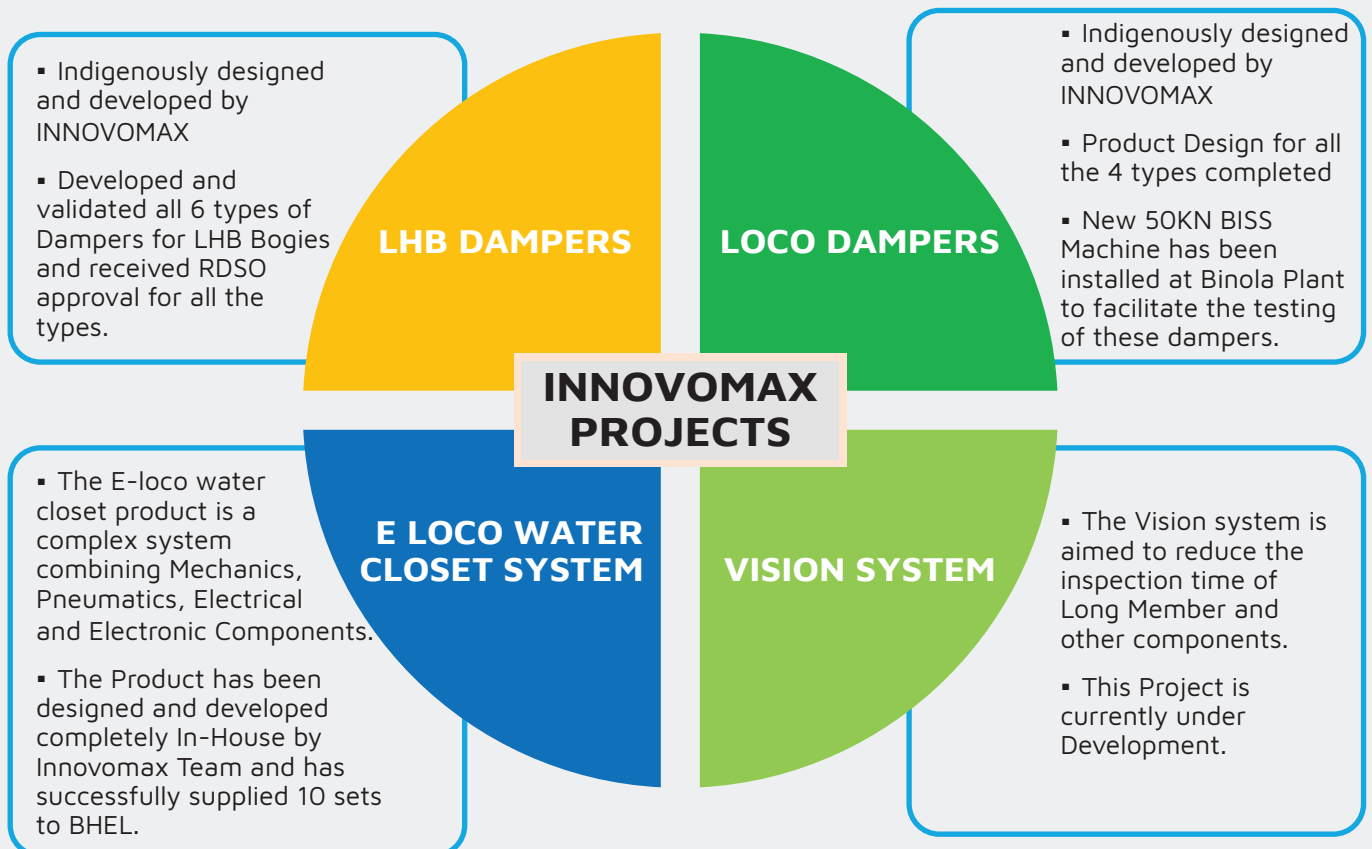 ▪ Indigenously designed
and developed by
INNOVOMAX
▪ Developed and
validated all 6 types of
Dampers for LHB Bogies
and received RDSO
approval for all the
types.
LHB DAMPERS
LOCO DAMPERS
▪ Indigenously designed
and developed by
INNOVOMAX
▪ Product Design for all
the 4 types completed
▪ New 50KN BISS
Machine has been
installed at Binola Plant
to facilitate the testing
of these dampers.
INNOVOMAX
PROJECTS
▪ The E-loco water
closet product is a
complex system
combining Mechanics,
Pneumatics, Electrical
and Electronic Components.
▪ The Product has been
designed and developed
completely In-House by
Innovomax Team and has
successfully supplied 10 sets
to BHEL.
E LOCO WATER
CLOSET SYSTEM
VISION SYSTEM
▪ The Vision system is
aimed to reduce the
inspection time of
Long Member and
other components.
▪ This Project is
currently under
Development.